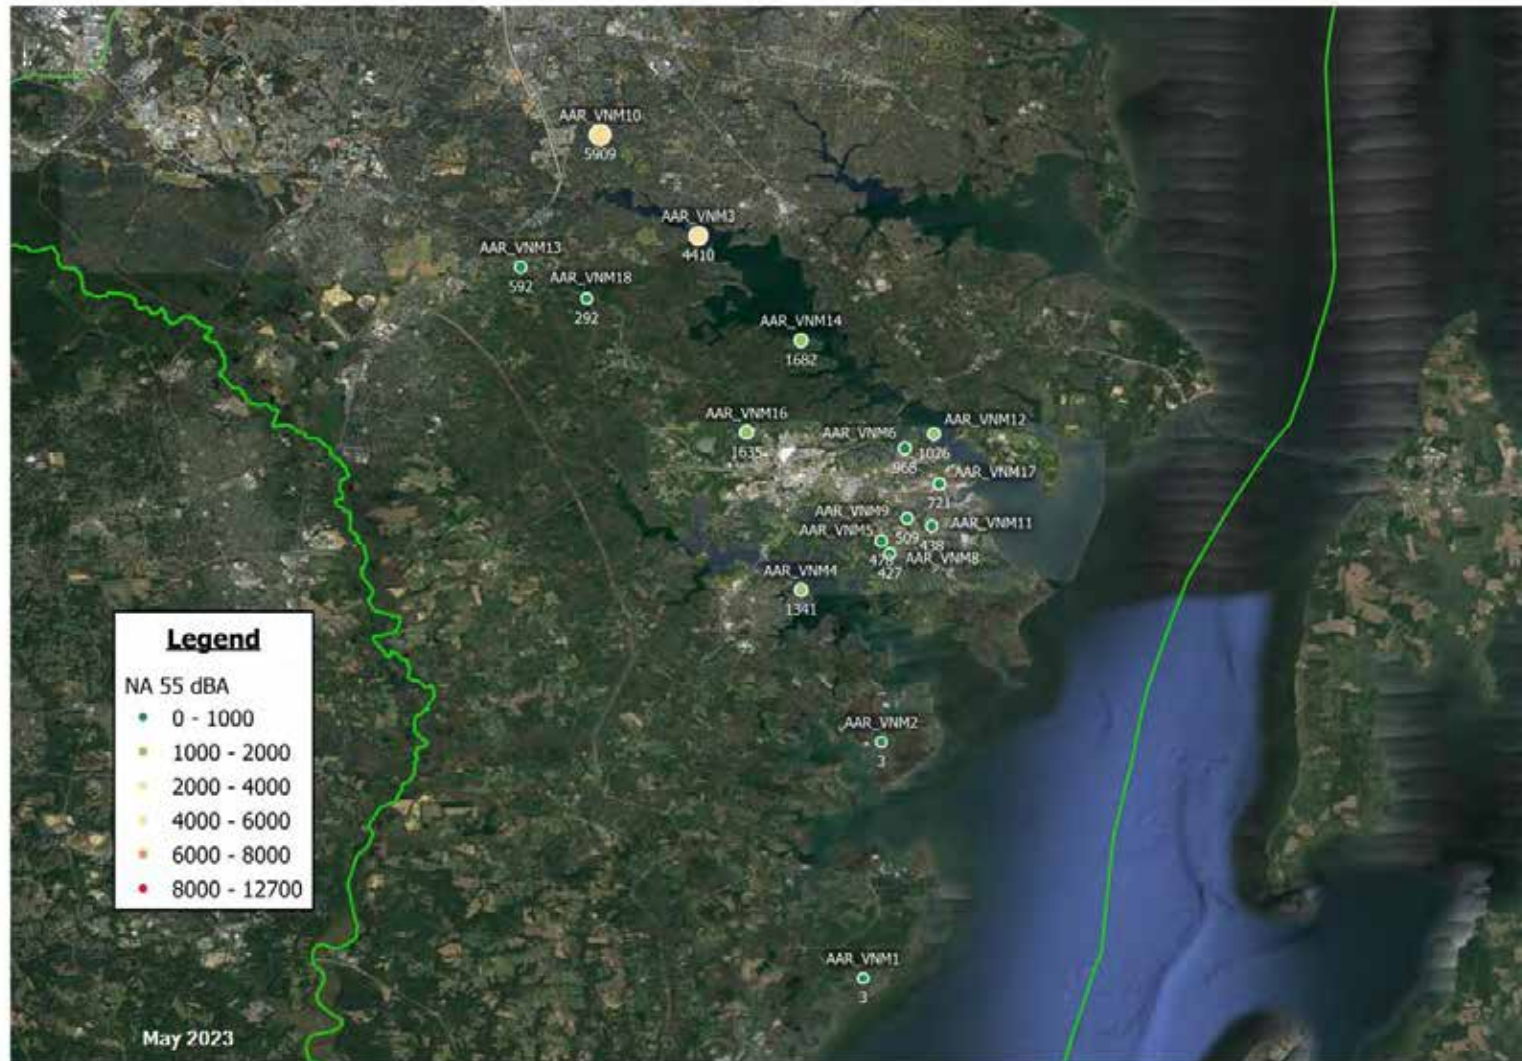 AAR_VNM10
5909
AAR_VNM3
4410
AAR_VNM13
592
AAR_VNM18
292
AAR_VNM14
1682
AAR_VNM16
1635
AAR_VNM12
1026
AAR_VNM6
968
AAR_VNM17
721
AAR_VNM9
509
AAR_VNM11
438
AAR_VNM5
478
AAR_VNM8
427
AAR_VNM4
1341
Legend
NA 55 dBA
0 - 1000
1000 - 2000
2000 - 4000
4000 - 6000
6000 - 8000
8000 - 12700
AAR_VNM2
3
AAR_VNM1
3
May 2023